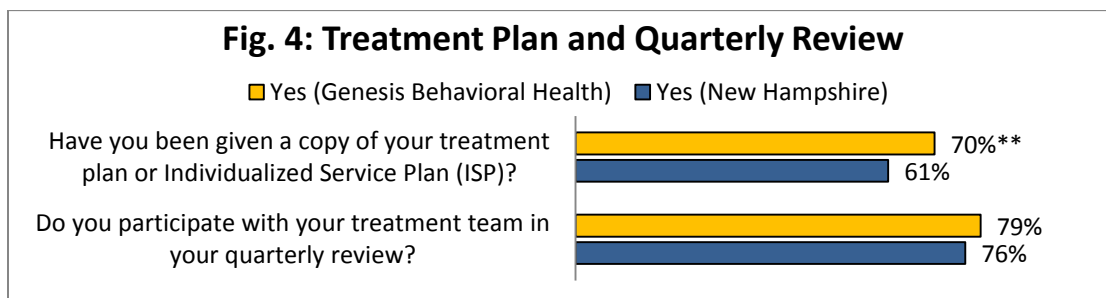 Fig. 4: Treatment Plan and Quarterly Review
Yes (Genesis Behavioral Health) Yes (New Hampshire)
Have you been given a copy of your treatment
plan or Individualized Service Plan (ISP)?
70%**
61%
Do you participate with your treatment team in
your quarterly review?
79%
76%